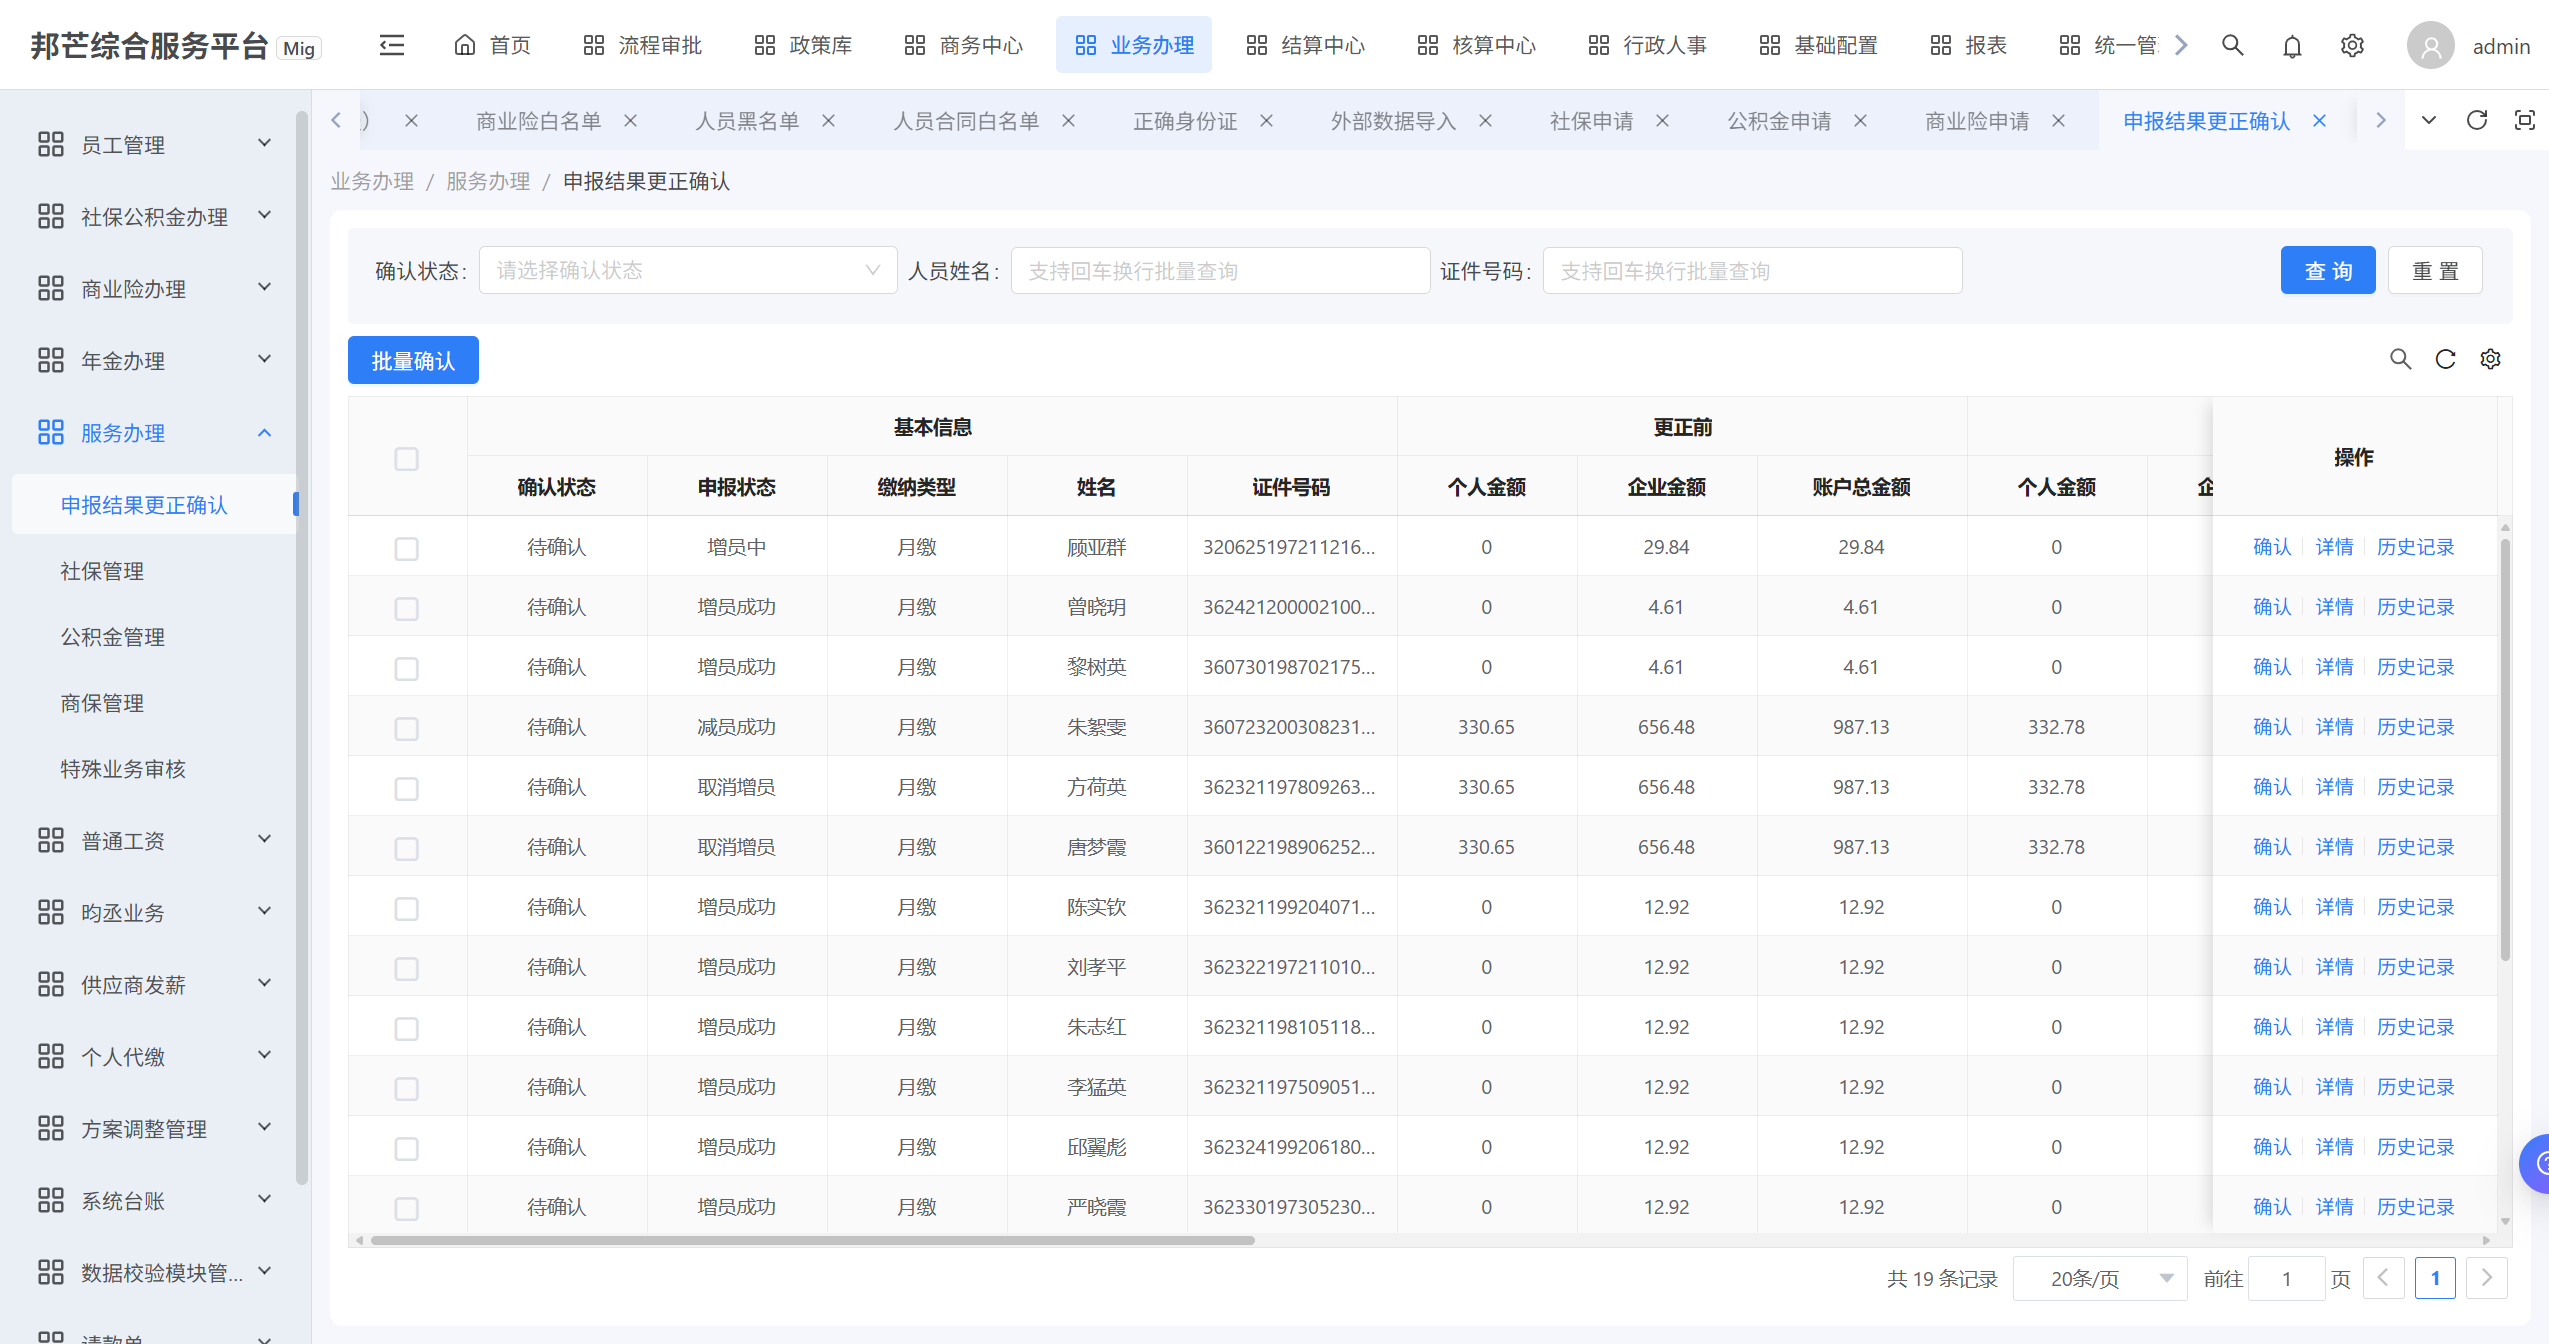 邦芒综合服务平台 Mig 首页 流程审批 政策库 商务中心 业务办理 结算中心 核算中心 行政人事 基础配置 报表 统一管 admin
) 商业险白名单 人员黑名单 人员合同白名单 正确身份证 外部数据导入 社保申请 公积金申请 商业险申请 申报结果更正确认
业务办理 / 服务办理 / 申报结果更正确认
员工管理
社保公积金办理
商业险办理
年金办理
服务办理
申报结果更正确认
社保管理
公积金管理
商保管理
特殊业务审核
普通工资
昀丞业务
供应商发薪
个人代缴
方案调整管理
系统台账
数据校验模块管...
请款单
确认状态: 请选择确认状态 人员姓名: 支持回车换行批量查询 证件号码: 支持回车换行批量查询 查 询 重 置
批量确认
基本信息 更正前 操作
确认状态 申报状态 缴纳类型 姓名 证件号码 个人金额 企业金额 账户总金额 个人金额 企
待确认 增员中 月缴 顾亚群 320625197211216... 0 29.84 29.84 0 确认 详情 历史记录
待确认 增员成功 月缴 曾晓玥 362421200002100... 0 4.61 4.61 0 确认 详情 历史记录
待确认 增员成功 月缴 黎树英 360730198702175... 0 4.61 4.61 0 确认 详情 历史记录
待确认 减员成功 月缴 朱絮雯 360723200308231... 330.65 656.48 987.13 332.78 确认 详情 历史记录
待确认 取消增员 月缴 方荷英 362321197809263... 330.65 656.48 987.13 332.78 确认 详情 历史记录
待确认 取消增员 月缴 唐梦霞 360122198906252... 330.65 656.48 987.13 332.78 确认 详情 历史记录
待确认 增员成功 月缴 陈实钦 362321199204071... 0 12.92 12.92 0 确认 详情 历史记录
待确认 增员成功 月缴 刘孝平 362322197211010... 0 12.92 12.92 0 确认 详情 历史记录
待确认 增员成功 月缴 朱志红 362321198105118... 0 12.92 12.92 0 确认 详情 历史记录
待确认 增员成功 月缴 李猛英 362321197509051... 0 12.92 12.92 0 确认 详情 历史记录
待确认 增员成功 月缴 邱翼彪 362324199206180... 0 12.92 12.92 0 确认 详情 历史记录
待确认 增员成功 月缴 严晓霞 362330197305230... 0 12.92 12.92 0 确认 详情 历史记录
共 19 条记录 20条/页 前往 1 页 1